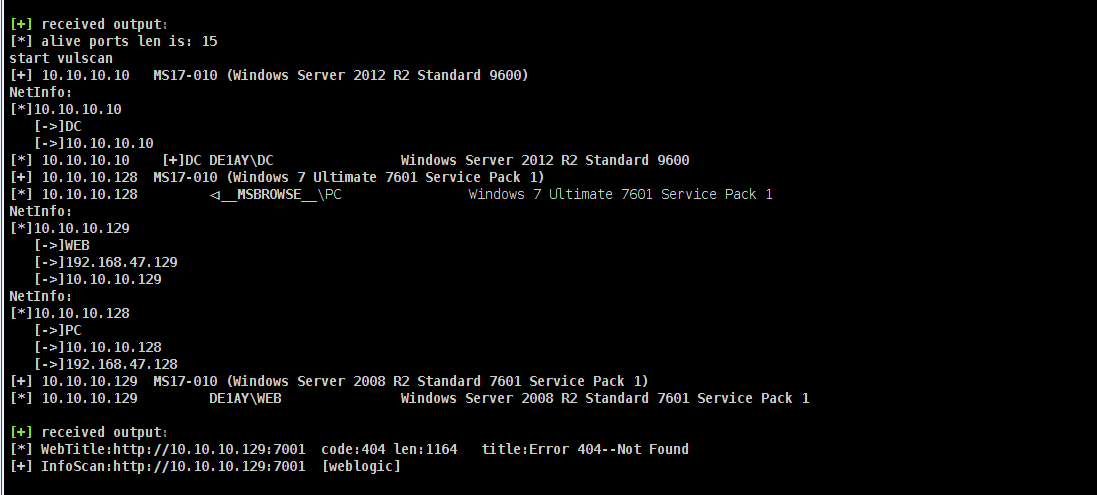 [+] received output:
[*] alive ports len is: 15
start vulscan
[+] 10.10.10.10   MS17-010 (Windows Server 2012 R2 Standard 9600)
NetInfo:
[*]10.10.10.10
   [->]DC
   [->]10.10.10.10
[*] 10.10.10.10    [+]DC DE1AY\DC                Windows Server 2012 R2 Standard 9600
[+] 10.10.10.128  MS17-010 (Windows 7 Ultimate 7601 Service Pack 1)
[*] 10.10.10.128         ◁__MSBROWSE__\PC                Windows 7 Ultimate 7601 Service Pack 1
NetInfo:
[*]10.10.10.129
   [->]WEB
   [->]192.168.47.129
   [->]10.10.10.129
NetInfo:
[*]10.10.10.128
   [->]PC
   [->]10.10.10.128
   [->]192.168.47.128
[+] 10.10.10.129  MS17-010 (Windows Server 2008 R2 Standard 7601 Service Pack 1)
[*] 10.10.10.129         DE1AY\WEB               Windows Server 2008 R2 Standard 7601 Service Pack 1
[+] received output:
[*] WebTitle:http://10.10.10.129:7001  code:404 len:1164   title:Error 404--Not Found
[+] InfoScan:http://10.10.10.129:7001  [weblogic]